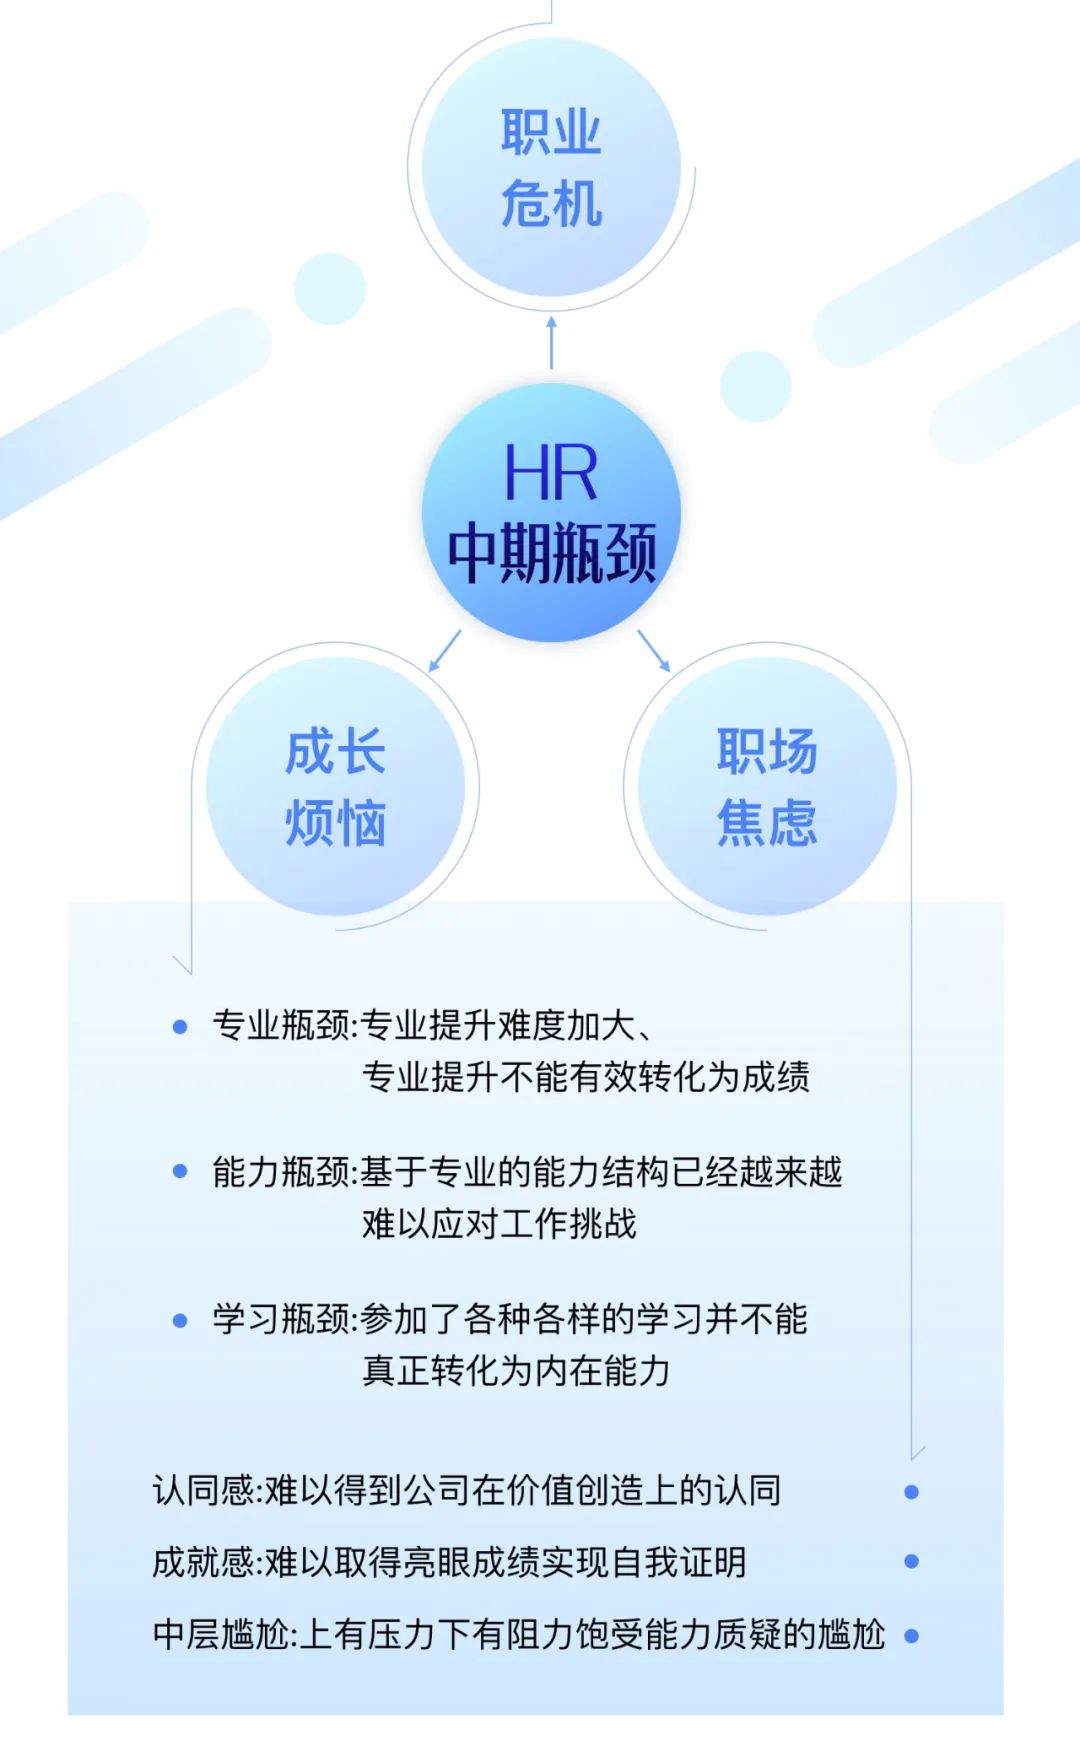 职业
危机
HR
中期瓶颈
成长
烦恼
职场
焦虑
专业瓶颈:专业提升难度加大、
专业提升不能有效转化为成绩
能力瓶颈:基于专业的能力结构已经越来越
难以应对工作挑战
学习瓶颈:参加了各种各样的学习并不能
真正转化为内在能力
认同感:难以得到公司在价值创造上的认同
成就感:难以取得亮眼成绩实现自我证明
中层尴尬:上有压力下有阻力饱受能力质疑的尴尬